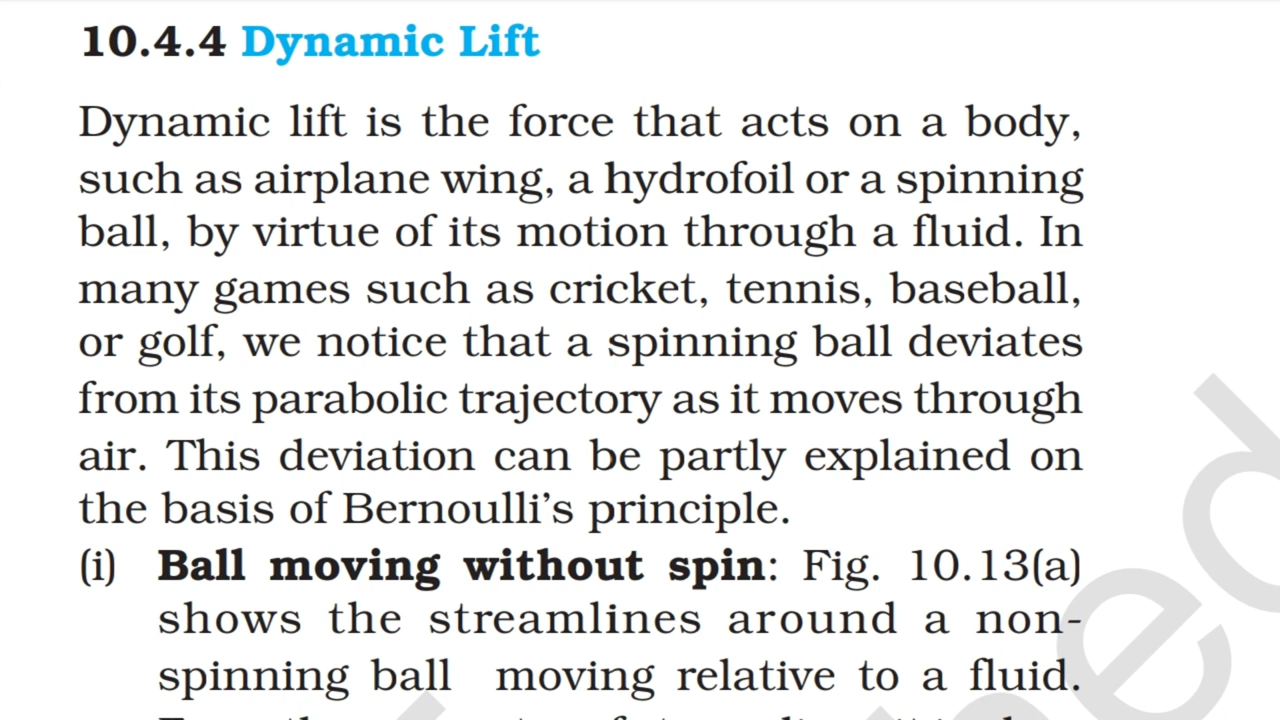 10.4.4 Dynamic Lift
Dynamic lift is the force that acts on a body,
such as airplane wing, a hydrofoil or a spinning
ball, by virtue of its motion through a fluid. In
many games such as cricket, tennis, baseball,
or golf, we notice that a spinning ball deviates
from its parabolic trajectory as it moves through
air. This deviation can be partly explained on
the basis of Bernoulli’s principle.
(i) Ball moving without spin: Fig. 10.13(a)
shows the streamlines around a non-
spinning ball moving relative to a fluid.